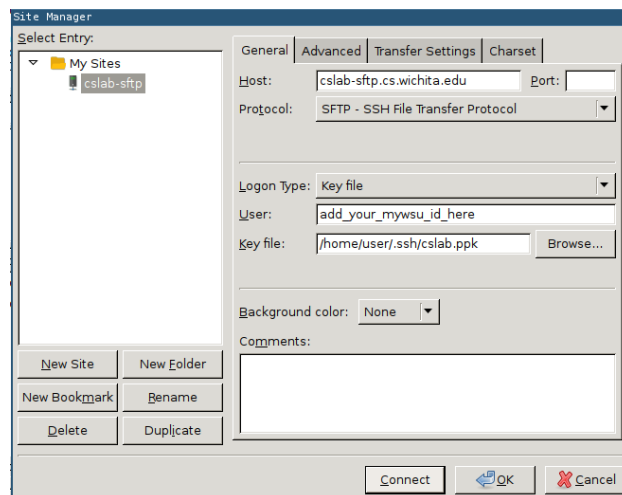 Site Manager
Select Entry:
My Sites
cslab-sftp
New Site New Folder
New Bookmark Rename
Delete Duplicate
General Advanced Transfer Settings Charset
Host: cslab-sftp.cs.wichita.edu Port:
Protocol: SFTP - SSH File Transfer Protocol
Logon Type: Key file
User: add_your_mywsu_id_here
Key file: /home/user/.ssh/cslab.ppk Browse...
Background color: None
Comments:
Connect OK Cancel